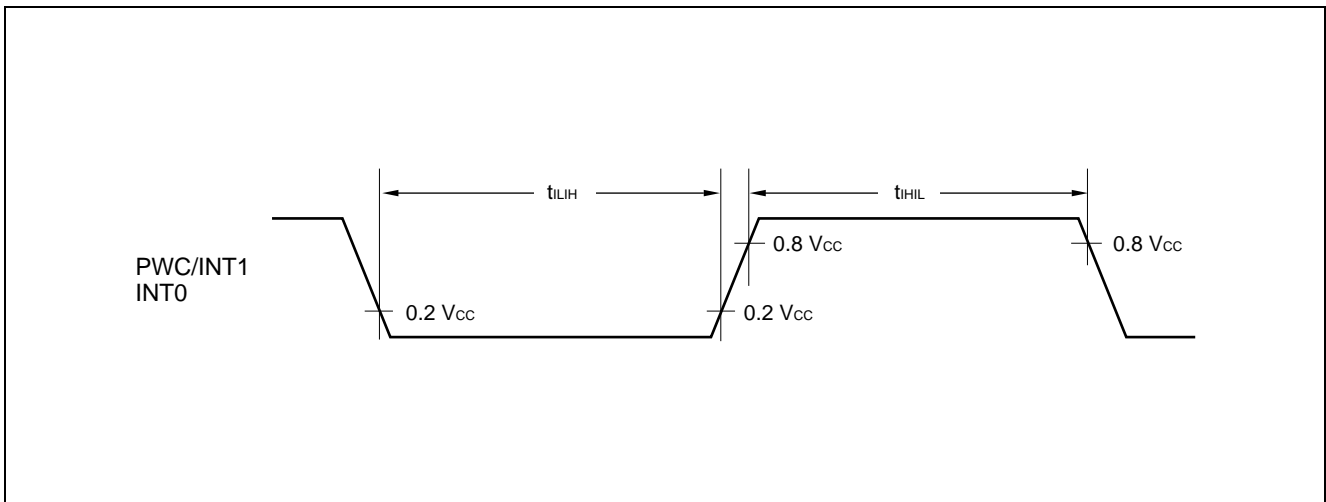 tILIH
tIHIL
0.8 VCC
0.8 VCC
PWC/INT1
INT0
0.2 VCC
0.2 VCC